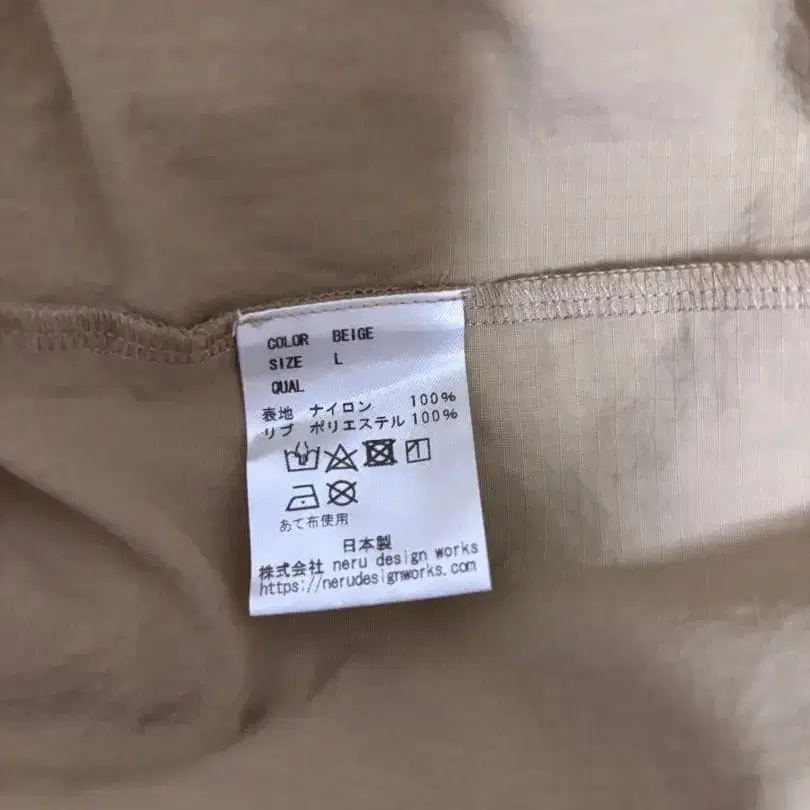 COLOR BEIGE
SIZE L
QUAL
表地 ナイロン 100%
リブ ポリエステル 100%
あて布使用
日本製
株式会社 neru design works
https://nerudesignworks.com